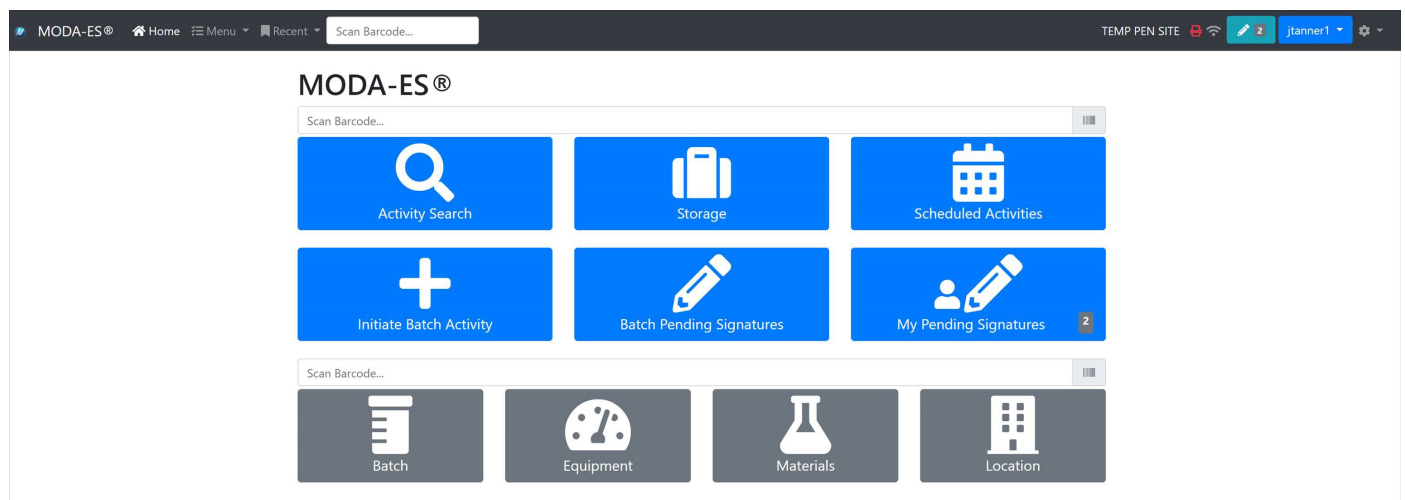 MODA-ES® Home Menu Recent Scan Barcode... TEMP PEN SITE 2 jtanner1
MODA-ES®
Scan Barcode...
Activity Search Storage Scheduled Activities
Initiate Batch Activity Batch Pending Signatures My Pending Signatures 2
Scan Barcode...
Batch Equipment Materials Location